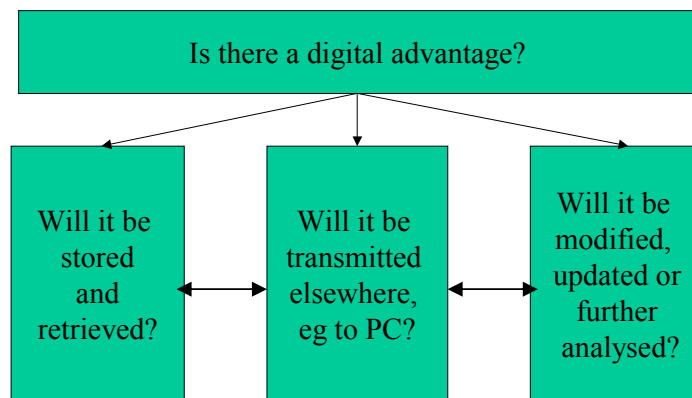 Is there a digital advantage?
Will it be
stored
and
retrieved?
Will it be
transmitted
elsewhere,
eg to PC?
Will it be
modified,
updated or
further
analysed?